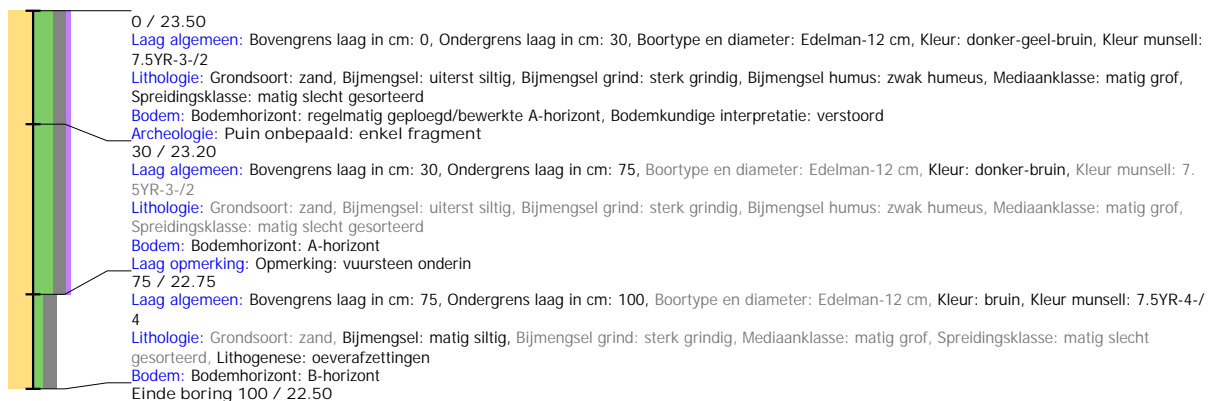 0 / 23.50
Laag algemeen: Bovengrens laag in cm: 0, Ondergrens laag in cm: 30, Boortype en diameter: Edelman-12 cm, Kleur: donker-geel-bruin, Kleur munsell:
7.5YR-3-/2
Lithologie: Grondsoort: zand, Bijmengsel: uiterst siltig, Bijmengsel grind: sterk grindig, Bijmengsel humus: zwak humeus, Mediaanklasse: matig grof,
Spreidingsklasse: matig slecht gesorteerd
Bodem: Bodemhorizont: regelmatig geploegd/bewerkte A-horizont, Bodemkundige interpretatie: verstoord
Archeologie: Puin onbepaald: enkel fragment
30 / 23.20
Laag algemeen: Bovengrens laag in cm: 30, Ondergrens laag in cm: 75, Boortype en diameter: Edelman-12 cm, Kleur: donker-bruin, Kleur munsell: 7.
5YR-3-/2
Lithologie: Grondsoort: zand, Bijmengsel: uiterst siltig, Bijmengsel grind: sterk grindig, Bijmengsel humus: zwak humeus, Mediaanklasse: matig grof,
Spreidingsklasse: matig slecht gesorteerd
Bodem: Bodemhorizont: A-horizont
Laag opmerking: Opmerking: vuursteen onderin
75 / 22.75
Laag algemeen: Bovengrens laag in cm: 75, Ondergrens laag in cm: 100, Boortype en diameter: Edelman-12 cm, Kleur: bruin, Kleur munsell: 7.5YR-4-/
4
Lithologie: Grondsoort: zand, Bijmengsel: matig siltig, Bijmengsel grind: sterk grindig, Mediaanklasse: matig grof, Spreidingsklasse: matig slecht
gesorteerd, Lithogenese: oeverafzettingen
Bodem: Bodemhorizont: B-horizont
Einde boring 100 / 22.50